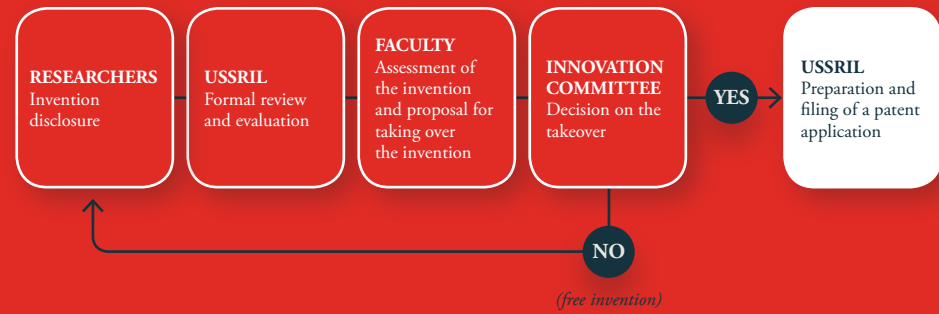 RESEARCHERS
Invention
disclosure
USSRIL
Formal review
and evaluation
FACULTY
Assessment of
the invention
and proposal for
taking over
the invention
INNOVATION
COMMITTEE
Decision on the
takeover
YES
USSRIL
Preparation and
filing of a patent
application
NO
(free invention)